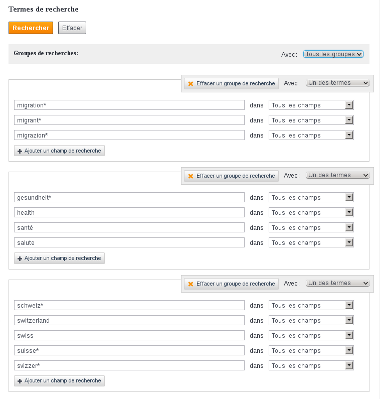 Termes de recherche
Rechercher Effacer
Groupes de recherches: Avec: Tous les groupes
Effacer un groupe de recherche Avec Un des termes
migration* dans Tous les champs
migrant* dans Tous les champs
migrazion* dans Tous les champs
Ajouter un champ de recherche
Effacer un groupe de recherche Avec Un des termes
gesundheit* dans Tous les champs
health dans Tous les champs
santé dans Tous les champs
salute dans Tous les champs
Ajouter un champ de recherche
Effacer un groupe de recherche Avec Un des termes
schweiz* dans Tous les champs
switzerland dans Tous les champs
swiss dans Tous les champs
suisse* dans Tous les champs
svizzer* dans Tous les champs
Ajouter un champ de recherche